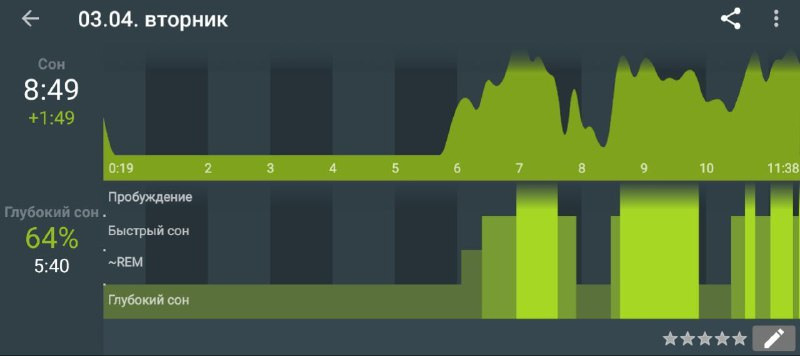 03.04. вторник
Сон
8:49
+1:49
0:19 2 3 4 5 6 7 8 9 10 11:38
Глубокий сон
64%
5:40
Пробуждение
Быстрый сон
~REM
Глубокий сон